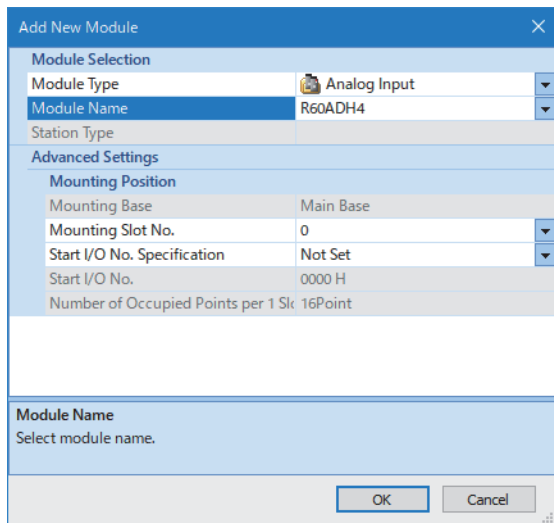 Add New Module
Module Selection
Module Type Analog Input
Module Name R60ADH4
Station Type
Advanced Settings
Mounting Position
Mounting Base Main Base
Mounting Slot No. 0
Start I/O No. Specification Not Set
Start I/O No. 0000 H
Number of Occupied Points per 1 Slo 16Point
Module Name
Select module name.
OK Cancel